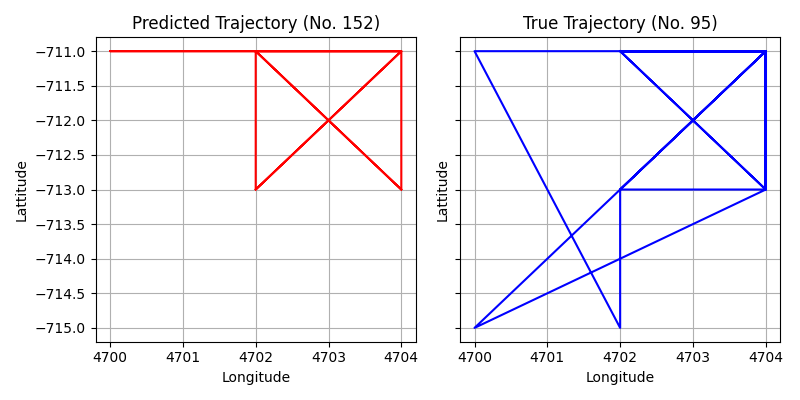 Predicted Trajectory (No. 152)
−711.0
−711.5
−712.0
−712.5
−713.0
−713.5
−714.0
−714.5
−715.0
Lattitude
4700 4701 4702 4703 4704
Longitude
True Trajectory (No. 95)
Lattitude
4700 4701 4702 4703 4704
Longitude